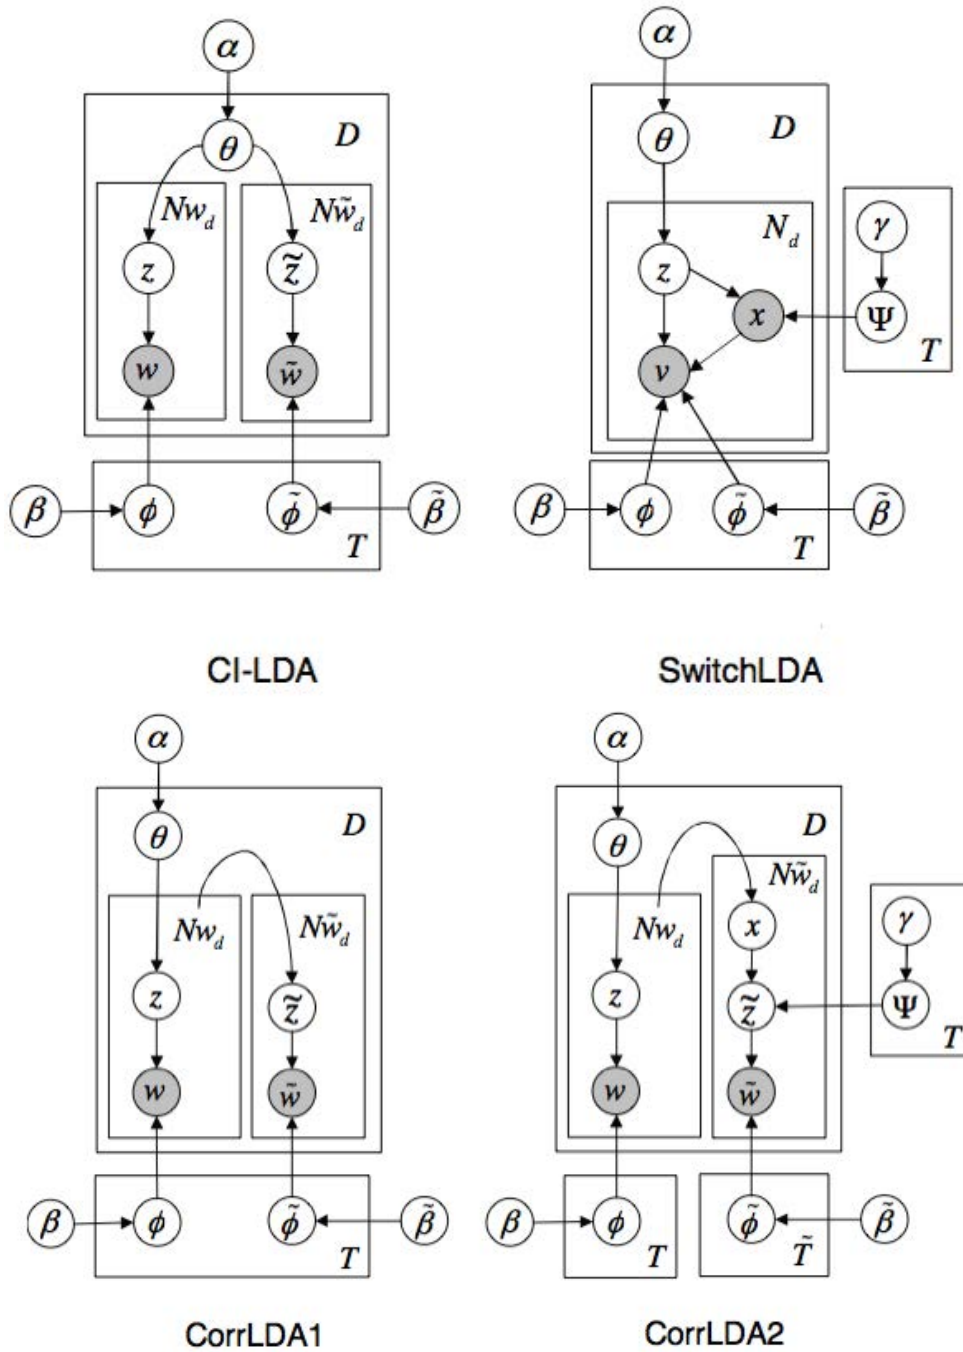 α
α
D
D
θ
θ
Nw_d
Nw̃_d
N_d
γ
z
z̃
z
x
Ψ
T
w
w̃
v
β
ϕ
ϕ̃
β̃
β
ϕ
ϕ̃
β̃
T
T
CI-LDA
SwitchLDA
α
α
D
D
θ
θ
Nw_d
Nw̃_d
Nw_d
Nw̃_d
x
γ
z
z̃
z
z̃
Ψ
T
w
w̃
w
w̃
β
ϕ
ϕ̃
β̃
β
ϕ
ϕ̃
β̃
T
T
T̃
CorrLDA1
CorrLDA2